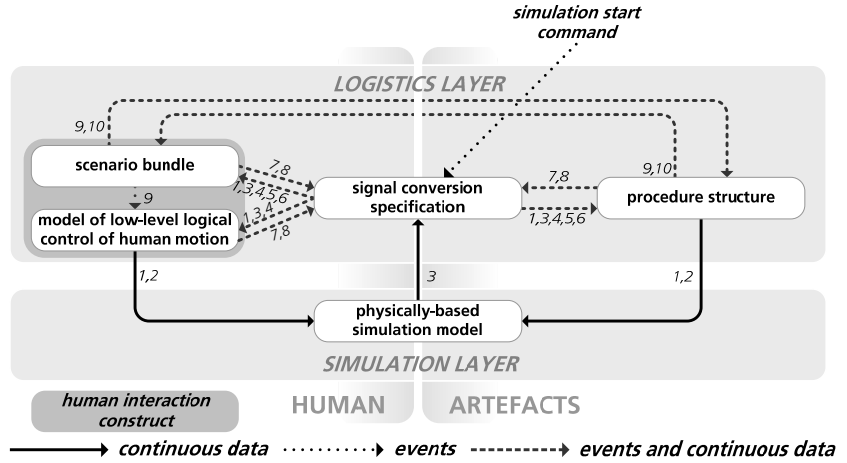 simulation start
command
LOGISTICS LAYER
9,10
scenario bundle
9
model of low-level logical
control of human motion
7,8
1,3,4,5,6
1,3,4
7,8
signal conversion
specification
7,8
1,3,4,5,6
9,10
procedure structure
1,2
3
1,2
physically-based
simulation model
SIMULATION LAYER
human interaction
construct
HUMAN
ARTEFACTS
continuous data
events
events and continuous data